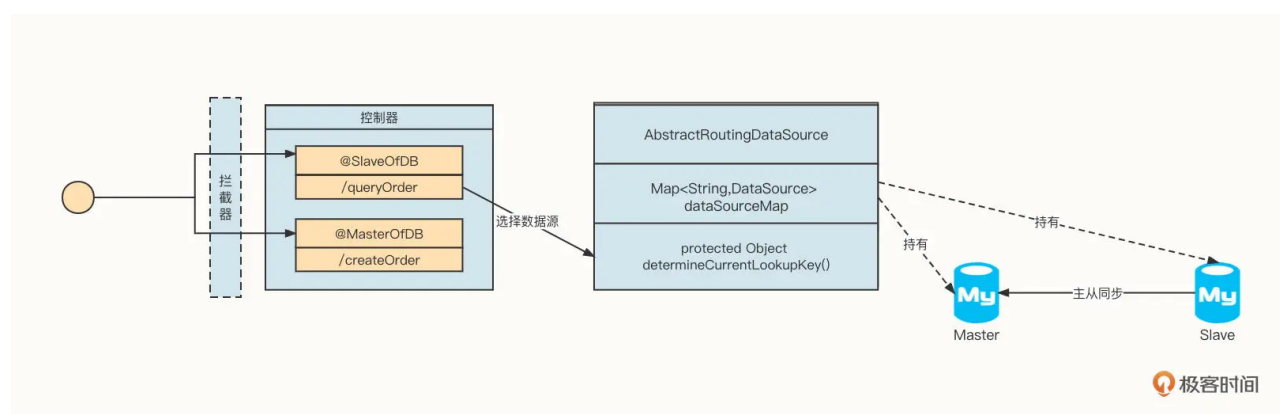 拦
截
器
控制器
@SlaveOfDB
/queryOrder
@MasterOfDB
/createOrder
选择数据源
AbstractRoutingDataSource
Map<String,DataSource>
dataSourceMap
protected Object
determineCurrentLookupKey()
持有
持有
My
主从同步
My
Master
Slave
极客时间